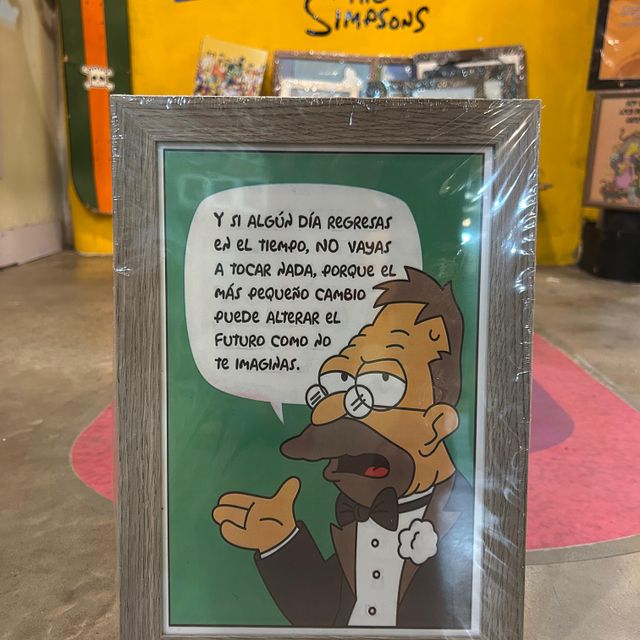 THE
SIMPSONS
Y SI ALGÚN DÍA REGRESAS
EN EL TIEMPO, NO VAYAS
A TOCAR NADA, PORQUE EL
MÁS PEQUEÑO CAMBIO
PUEDE ALTERAR EL
FUTURO COMO NO
TE IMAGINAS.